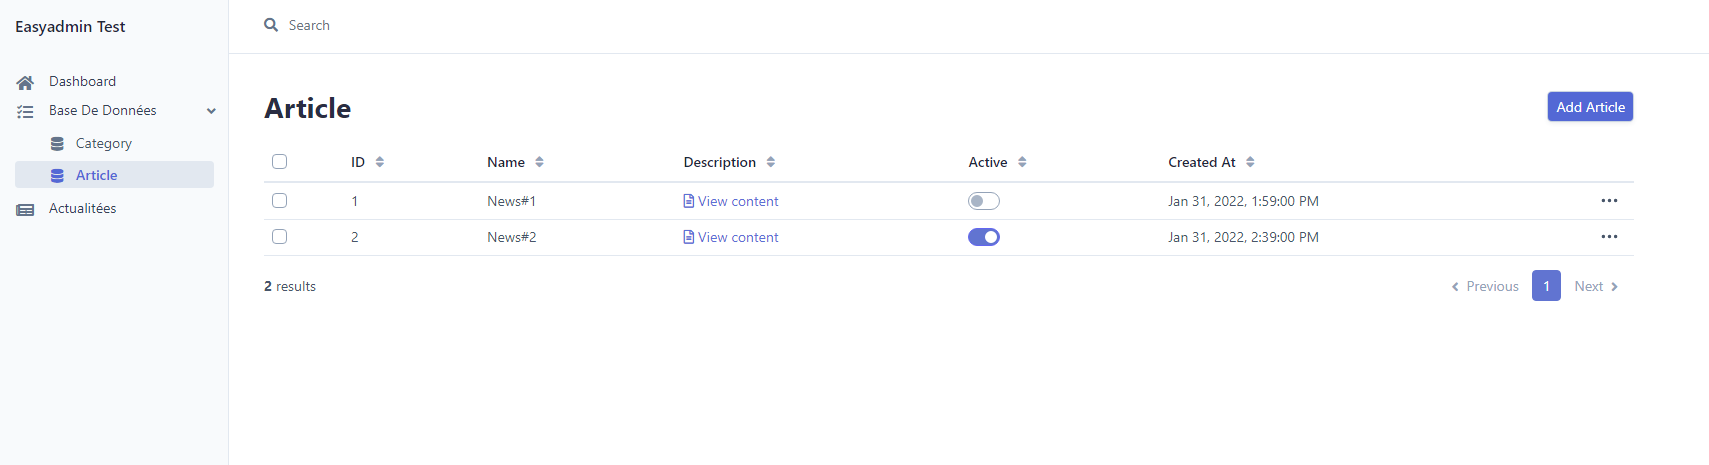 Easyadmin Test
Search
Dashboard
Base De Données
Category
Article
Actualitées
Article
Add Article
ID Name Description Active Created At
1 News#1 View content Jan 31, 2022, 1:59:00 PM
2 News#2 View content Jan 31, 2022, 2:39:00 PM
2 results
Previous 1 Next